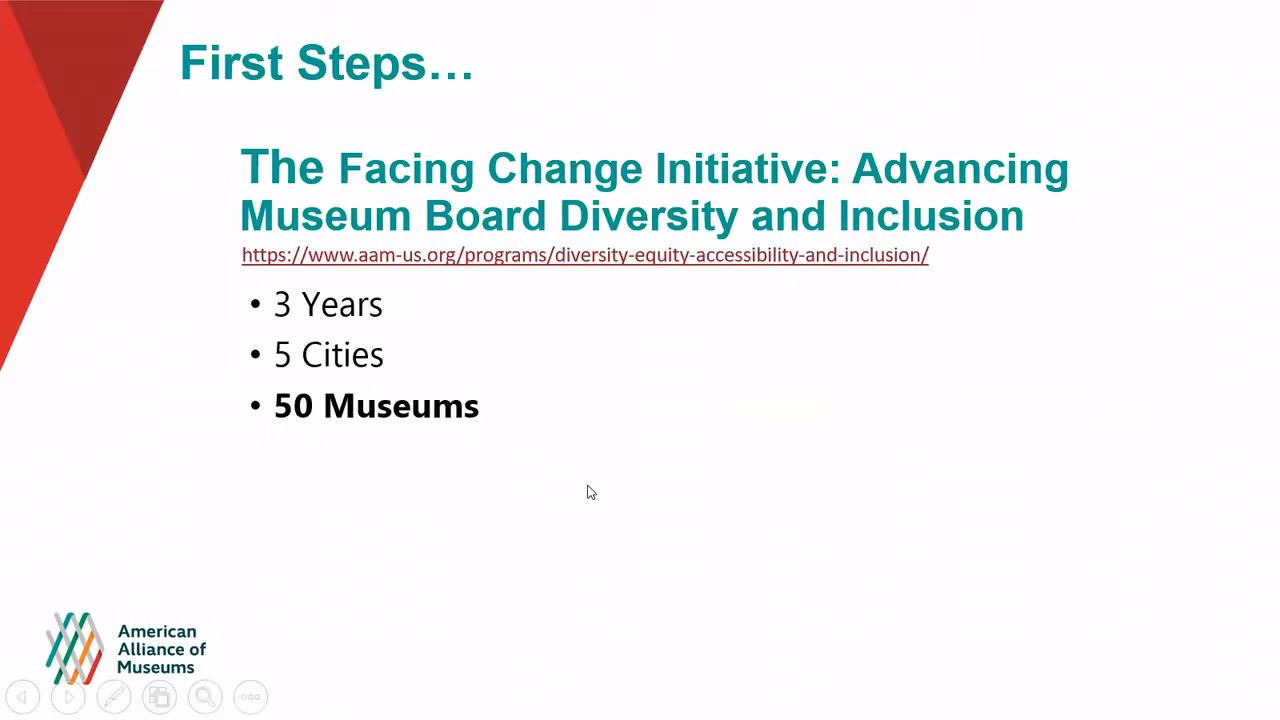 First Steps…
The Facing Change Initiative: Advancing
Museum Board Diversity and Inclusion
https://www.aam-us.org/programs/diversity-equity-accessibility-and-inclusion/
• 3 Years
• 5 Cities
• 50 Museums
American
Alliance of
Museums